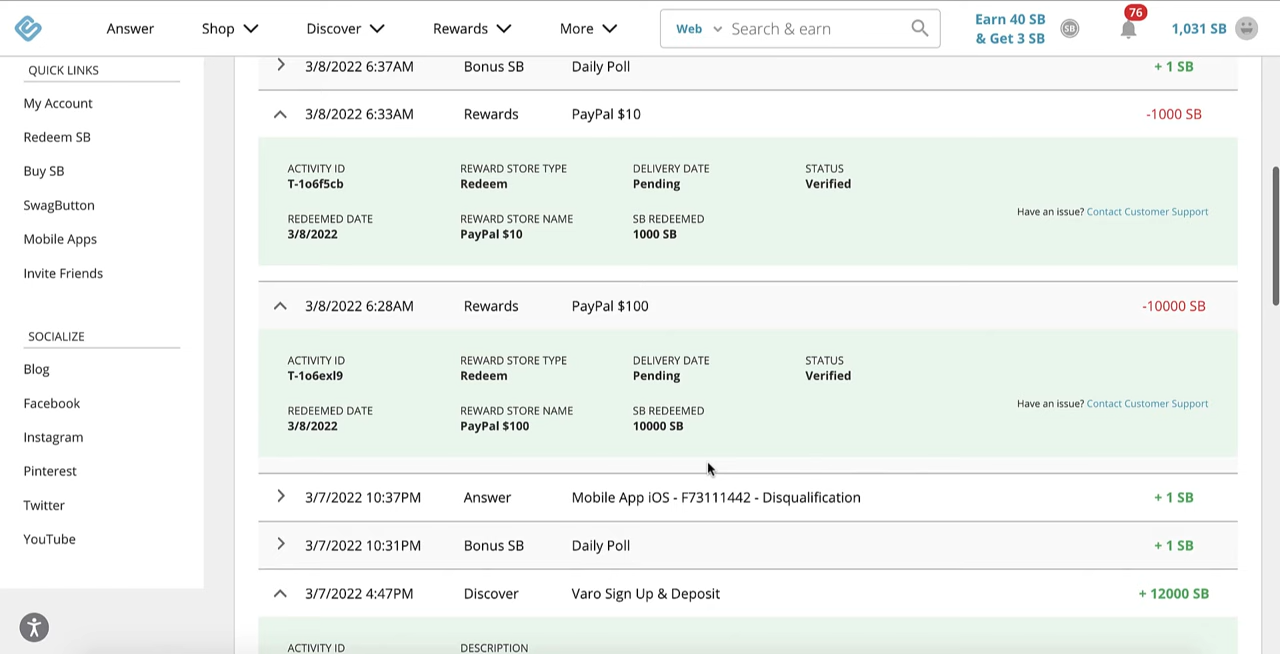 Answer Shop Discover Rewards More Web Search & earn Earn 40 SB & Get 3 SB SB 76 1,031 SB
QUICK LINKS
My Account
Redeem SB
Buy SB
SwagButton
Mobile Apps
Invite Friends
SOCIALIZE
Blog
Facebook
Instagram
Pinterest
Twitter
YouTube
3/8/2022 6:37AM Bonus SB Daily Poll + 1 SB
3/8/2022 6:33AM Rewards PayPal $10 -1000 SB
ACTIVITY ID REWARD STORE TYPE DELIVERY DATE STATUS
T-1o6f5cb Redeem Pending Verified
Have an issue? Contact Customer Support
REDEEMED DATE REWARD STORE NAME SB REDEEMED
3/8/2022 PayPal $10 1000 SB
3/8/2022 6:28AM Rewards PayPal $100 -10000 SB
ACTIVITY ID REWARD STORE TYPE DELIVERY DATE STATUS
T-1o6exl9 Redeem Pending Verified
Have an issue? Contact Customer Support
REDEEMED DATE REWARD STORE NAME SB REDEEMED
3/8/2022 PayPal $100 10000 SB
3/7/2022 10:37PM Answer Mobile App iOS - F73111442 - Disqualification + 1 SB
3/7/2022 10:31PM Bonus SB Daily Poll + 1 SB
3/7/2022 4:47PM Discover Varo Sign Up & Deposit + 12000 SB
ACTIVITY ID DESCRIPTION